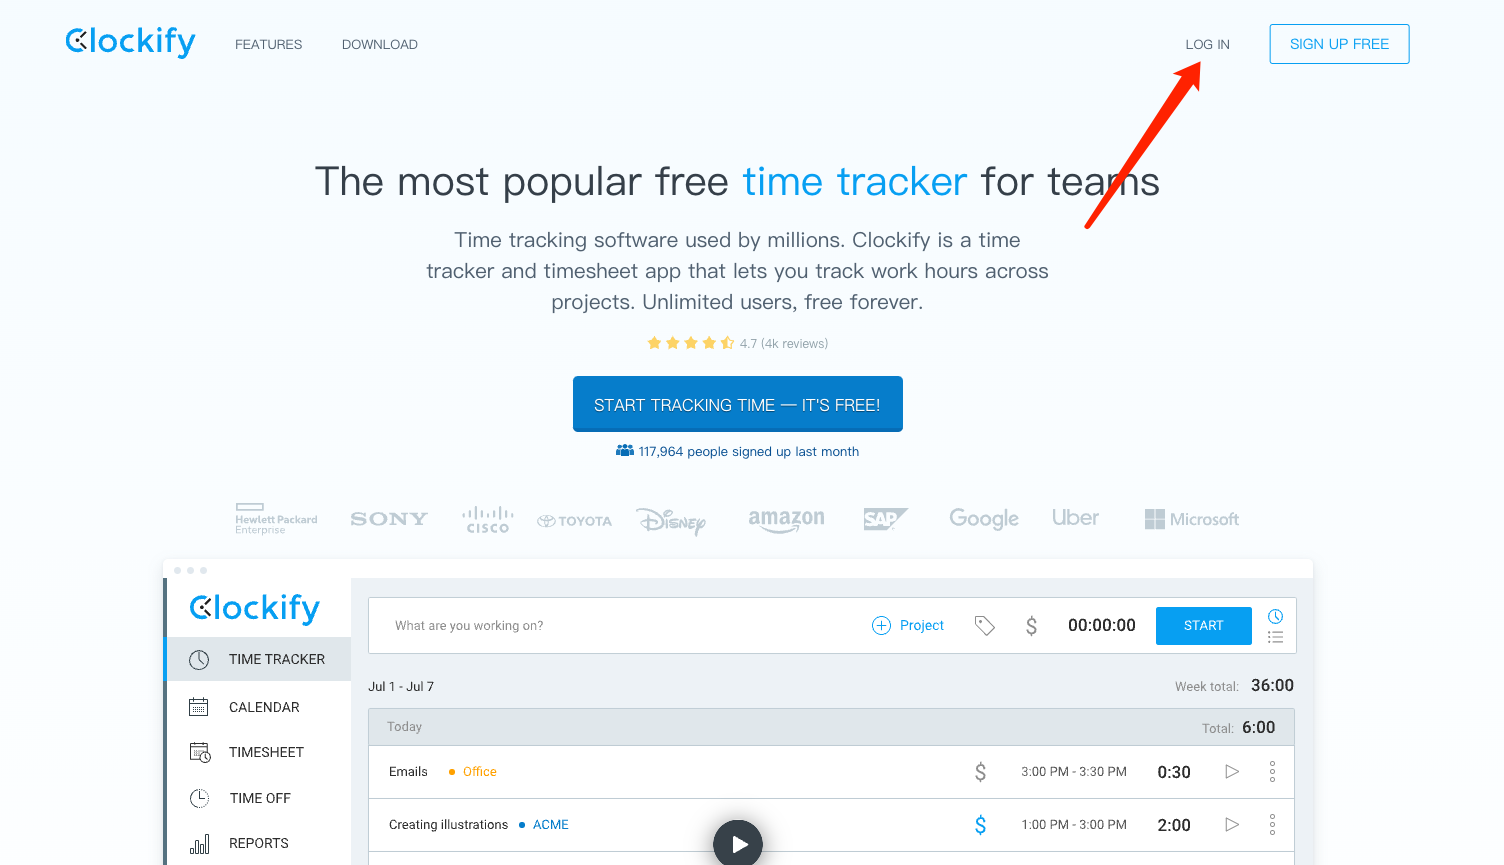 Clockify
FEATURES
DOWNLOAD
LOG IN
SIGN UP FREE
The most popular free time tracker for teams
Time tracking software used by millions. Clockify is a time
tracker and timesheet app that lets you track work hours across
projects. Unlimited users, free forever.
4.7 (4k reviews)
START TRACKING TIME — IT'S FREE!
117,964 people signed up last month
Hewlett Packard
Enterprise
SONY
CISCO
TOYOTA
Disney
amazon
SAP
Google
Uber
Microsoft
Clockify
What are you working on?
Project
$
00:00:00
START
TIME TRACKER
Jul 1 - Jul 7
Week total: 36:00
CALENDAR
Today
Total: 6:00
TIMESHEET
Emails
Office
$
3:00 PM - 3:30 PM
0:30
TIME OFF
Creating illustrations
ACME
$
1:00 PM - 3:00 PM
2:00
REPORTS